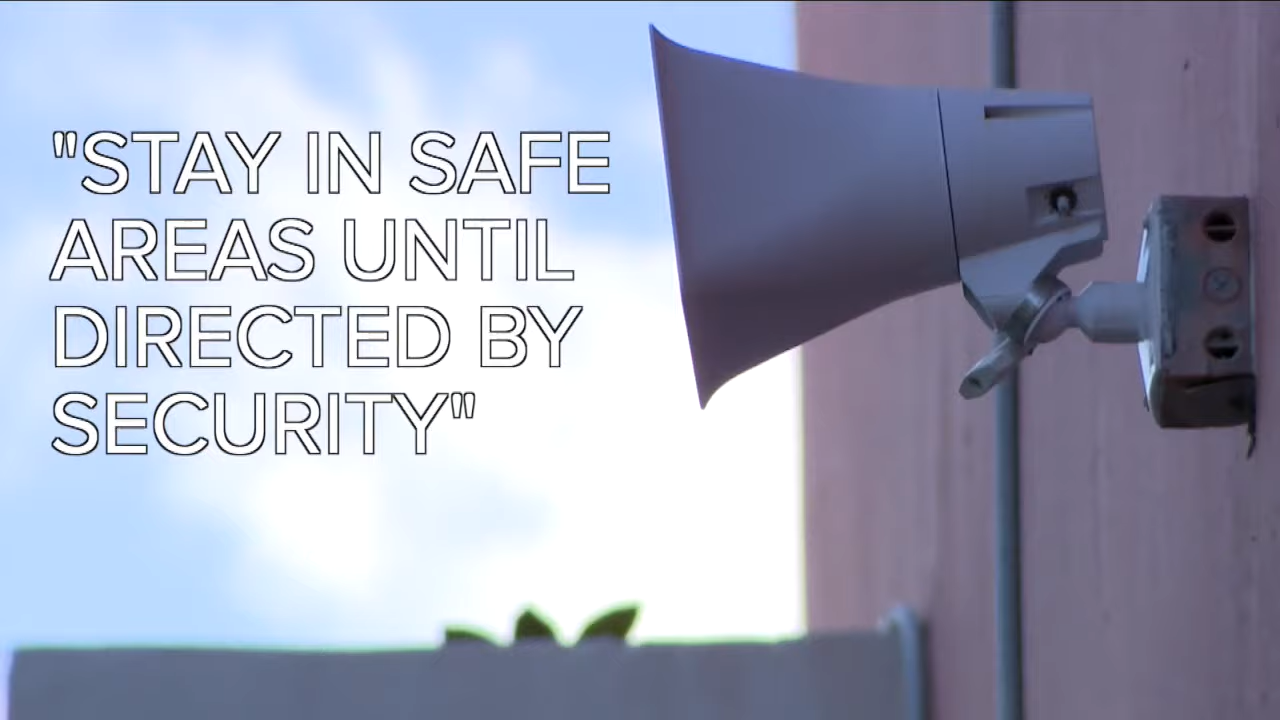 "STAY IN SAFE
AREAS UNTIL
DIRECTED BY
SECURITY"